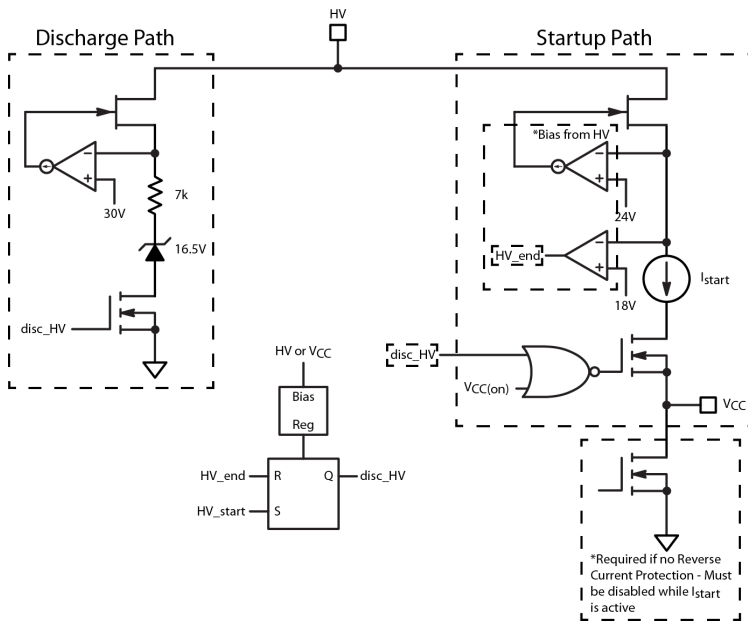 HV
Discharge Path
Startup Path
*Bias from HV
−
+
30V
7k
16.5V
disc_HV
−
+
24V
HV_end
−
+
18V
Istart
disc_HV
VCC(on)
VCC
HV or VCC
Bias
Reg
HV_end
R
Q
disc_HV
HV_start
S
*Required if no Reverse
Current Protection - Must
be disabled while Istart
is active